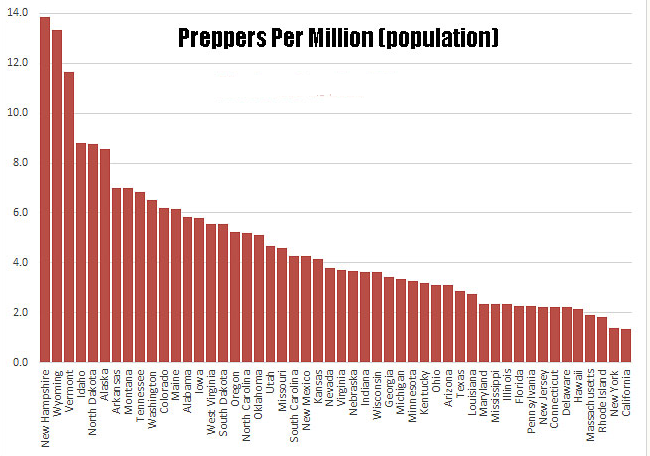 Preppers Per Million (population)
14.0
12.0
10.0
8.0
6.0
4.0
2.0
0.0
New Hampshire
Wyoming
Vermont
Idaho
North Dakota
Alaska
Arkansas
Montana
Tennessee
Washington
Colorado
Maine
Alabama
Iowa
West Virginia
South Dakota
Oregon
North Carolina
Oklahoma
Utah
Missouri
South Carolina
New Mexico
Kansas
Nevada
Virginia
Nebraska
Indiana
Wisconsin
Georgia
Michigan
Minnesota
Kentucky
Ohio
Arizona
Texas
Louisiana
Maryland
Mississippi
Illinois
Florida
Pennsylvania
New Jersey
Connecticut
Delaware
Hawaii
Massachusetts
Rhode Island
New York
California